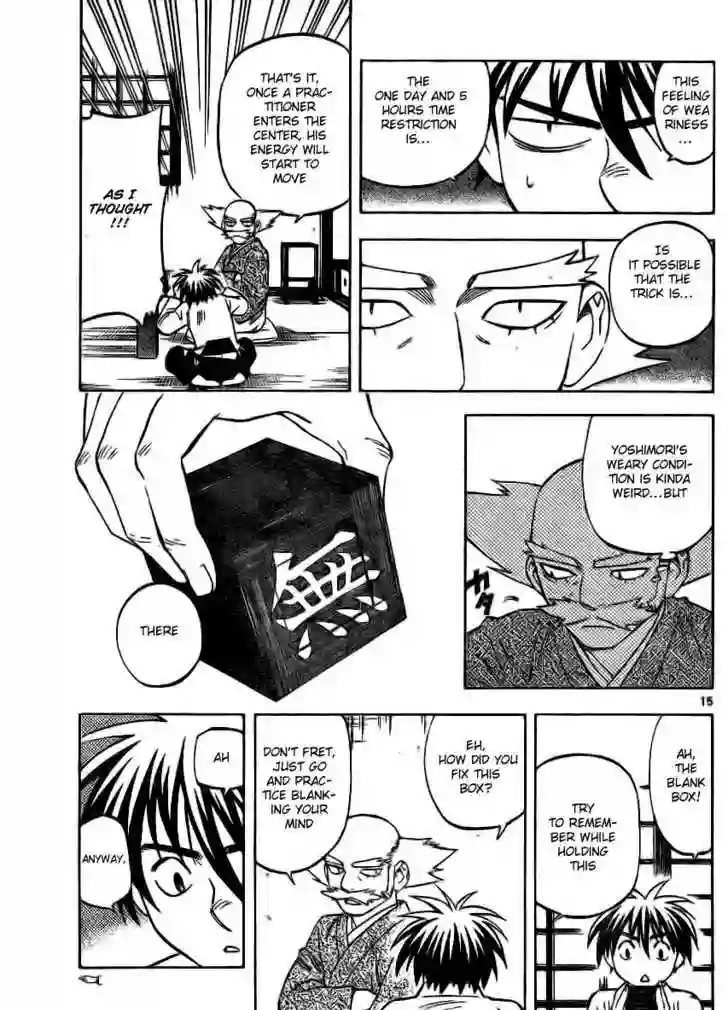 THIS
FEELING
OF WEA
RINESS
...
THE
ONE DAY AND 5
HOURS TIME
RESTRICTION
IS...
IS
IT POSSIBLE
THAT THE
TRICK IS...
THAT'S IT,
ONCE A PRAC-
TITIONER
ENTERS THE
CENTER, HIS
ENERGY WILL
START TO
MOVE
AS I
THOUGHT
!!!
YOSHIMORI'S
WEARY CONDI-
TION IS KINDA
WEIRD...BUT
カタ
無
THERE
15
AH,
THE
BLANK
BOX!
TRY
TO REMEM-
BER WHILE
HOLDING
THIS
EH,
HOW DID YOU
FIX THIS
BOX?
DON'T FRET,
JUST GO
AND PRAC-
TICE BLANK-
ING YOUR
MIND
AH
ANYWAY,